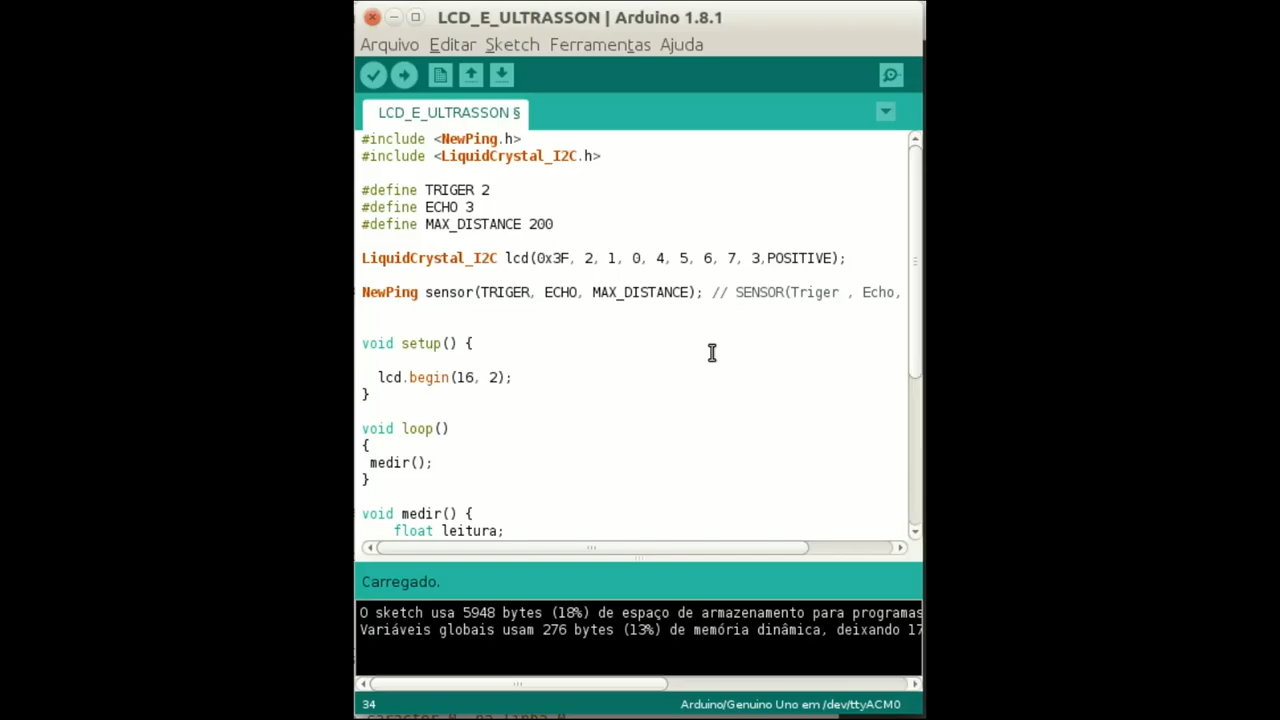 LCD_E_ULTRASSON | Arduino 1.8.1
Arquivo Editar Sketch Ferramentas Ajuda
LCD_E_ULTRASSON §
#include <NewPing.h>
#include <LiquidCrystal_I2C.h>
#define TRIGER 2
#define ECHO 3
#define MAX_DISTANCE 200
LiquidCrystal_I2C lcd(0x3F, 2, 1, 0, 4, 5, 6, 7, 3,POSITIVE);
NewPing sensor(TRIGER, ECHO, MAX_DISTANCE); // SENSOR(Triger , Echo,
void setup() {
lcd.begin(16, 2);
}
void loop()
{
medir();
}
void medir() {
float leitura;
Carregado.
O sketch usa 5948 bytes (18%) de espaço de armazenamento para programas
Variáveis globais usam 276 bytes (13%) de memória dinâmica, deixando 17
34 Arduino/Genuino Uno em /dev/ttyACM0